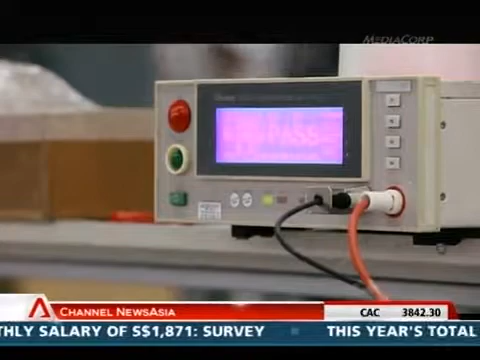 MEDIACORP
PASS
CHANNEL NEWSASIA
CAC 3842.30
THLY SALARY OF S$1,871: SURVEY THIS YEAR'S TOTAL